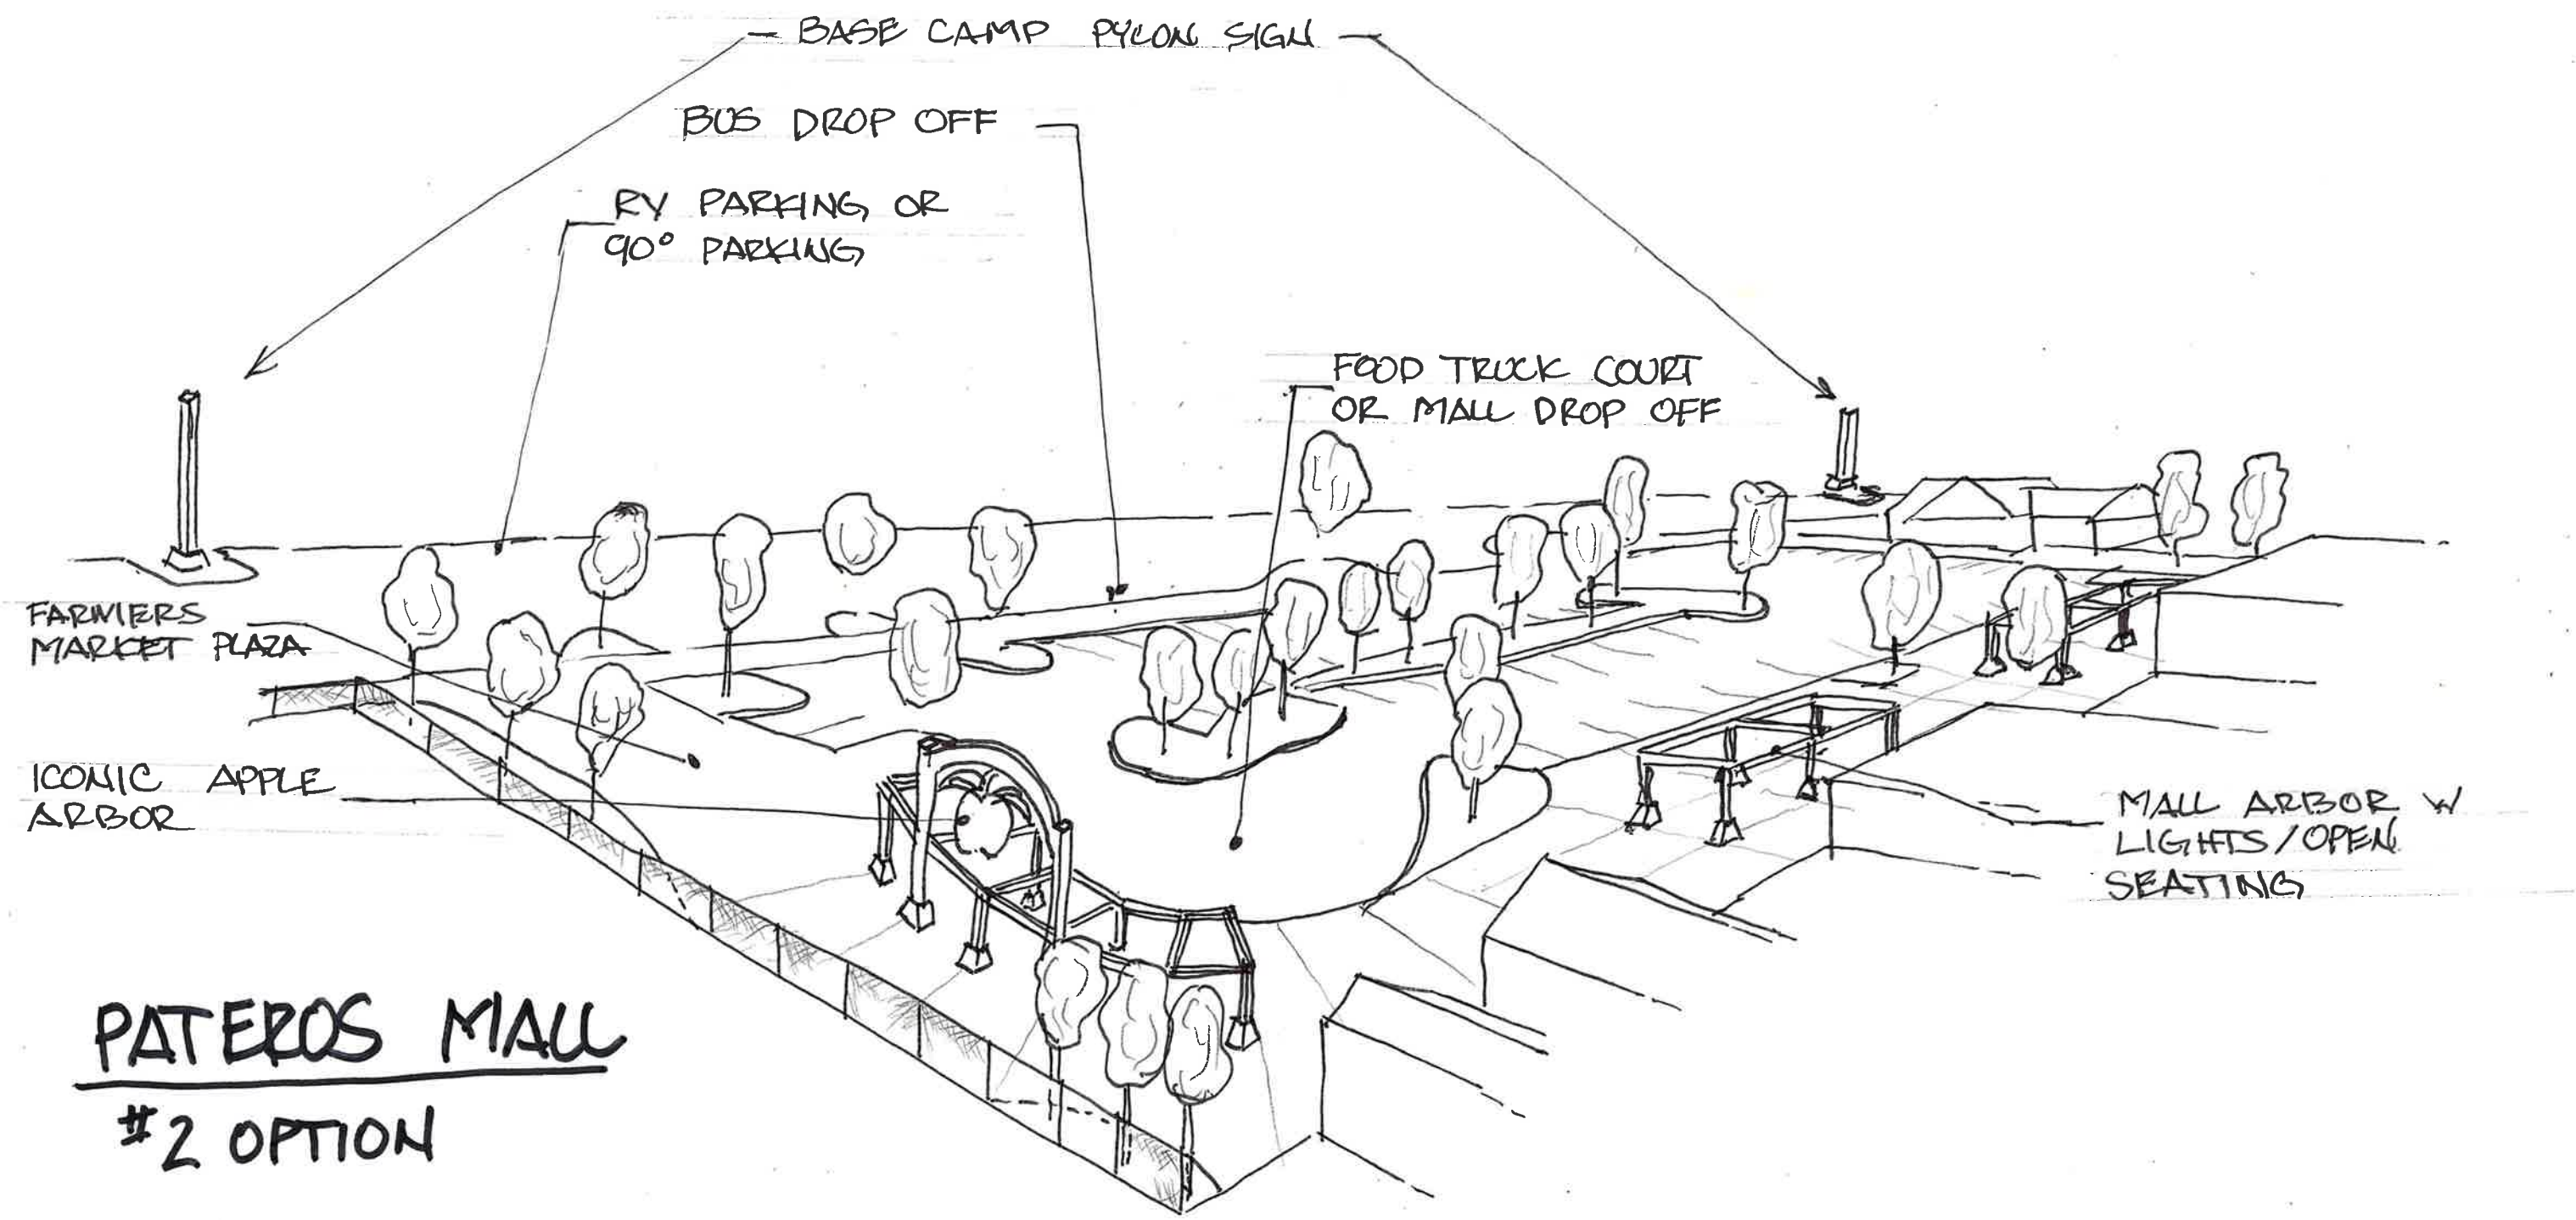 BASE CAMP PYLON SIGN
BUS DROP OFF
RV PARKING OR
90° PARKING
FOOD TRUCK COURT
OR MALL DROP OFF
FARMERS
MARKET PLAZA
ICONIC APPLE
ARBOR
MALL ARBOR W
LIGHTS/OPEN
SEATING
PATEROS MALL
#2 OPTION